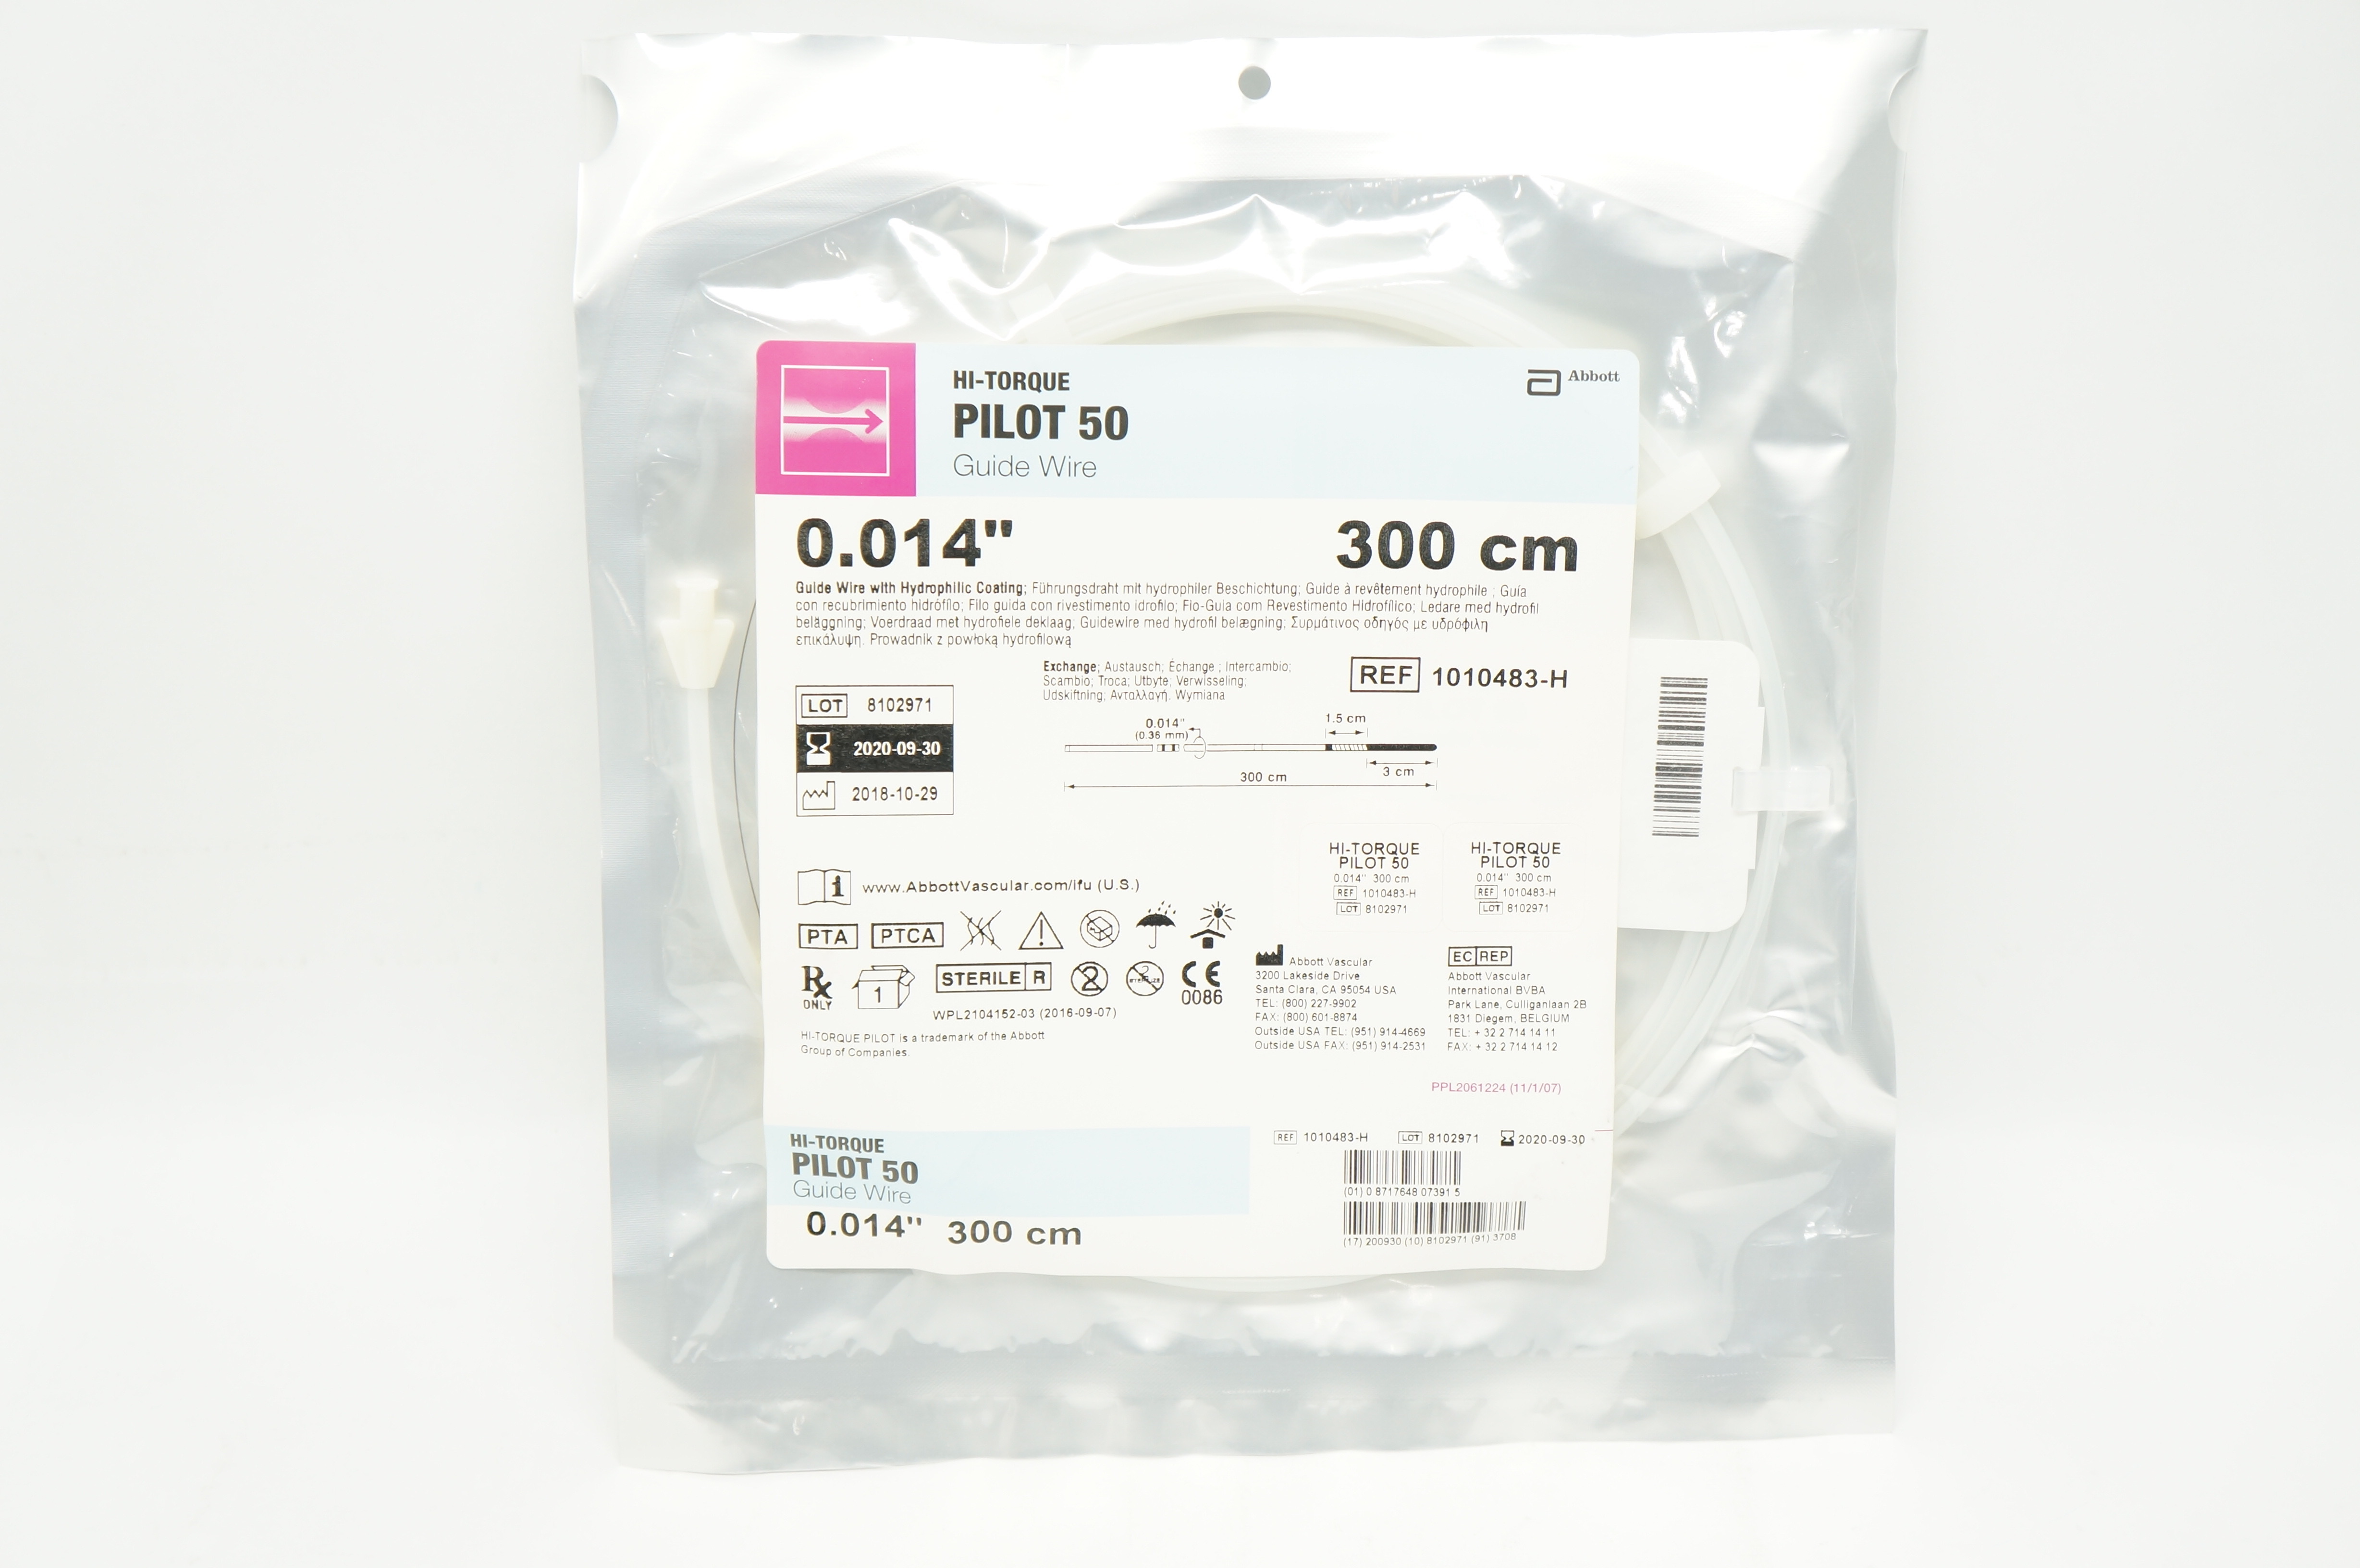 HI-TORQUE
PILOT 50
Guide Wire
Abbott
0.014"
300 cm
Guide Wire with Hydrophilic Coating; Führungsdraht mit hydrophiler Beschichtung; Guide à revêtement hydrophile ; Guía
con recubrimiento hidrófilo; Filo guida con rivestimento idrofilo; Fio-Guia com Revestimento Hidrofílico; Ledare med hydrofil
beläggning; Voerdraad met hydrofiele deklaag; Guidewire med hydrofil belægning; Συρμάτινος οδηγός με υδρόφιλη
επικάλυψη. Prowadnik z powłoką hydrofilową
Exchange; Austausch; Échange ; Intercambio;
Scambio; Troca; Utbyte; Verwisseling;
Udskiftning; Ανταλλαγή. Wymiana
REF 1010483-H
LOT 8102971
2020-09-30
2018-10-29
0.014"
(0.36 mm)
1.5 cm
3 cm
300 cm
HI-TORQUE
PILOT 50
0.014" 300 cm
REF 1010483-H
LOT 8102971
HI-TORQUE
PILOT 50
0.014" 300 cm
REF 1010483-H
LOT 8102971
i www.AbbottVascular.com/ifu (U.S.)
PTA PTCA
Rx ONLY
1
STERILE R
2
CE
0086
WPL2104152-03 (2016-09-07)
HI-TORQUE PILOT is a trademark of the Abbott
Group of Companies.
Abbott Vascular
3200 Lakeside Drive
Santa Clara, CA 95054 USA
TEL: (800) 227-9902
FAX: (800) 601-8874
Outside USA TEL: (951) 914-4669
Outside USA FAX: (951) 914-2531
EC REP
Abbott Vascular
International BVBA
Park Lane, Culliganlaan 2B
1831 Diegem, BELGIUM
TEL: + 32 2 714 14 11
FAX: + 32 2 714 14 12
PPL2061224 (11/1/07)
HI-TORQUE
PILOT 50
Guide Wire
0.014" 300 cm
REF 1010483-H LOT 8102971 2020-09-30
(01) 0 8717648 07391 5
(17) 200930 (10) 8102971 (91) 3708